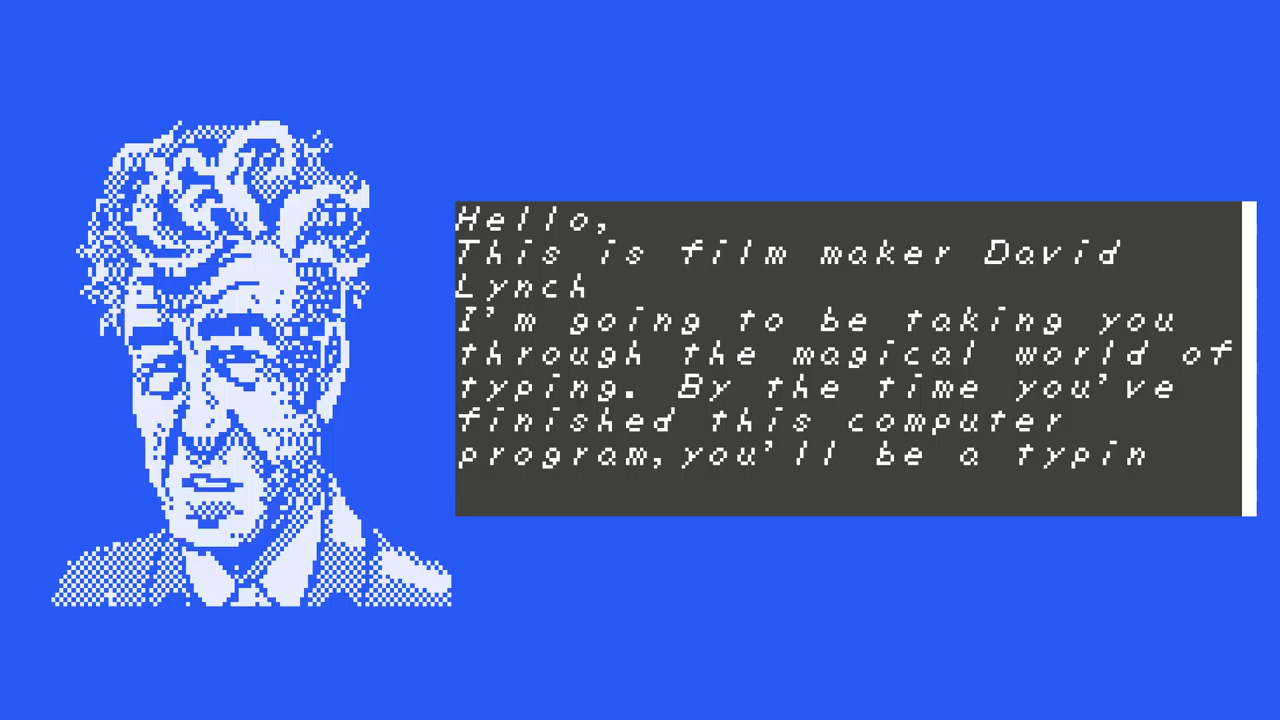 Hello,
This is film maker David
Lynch
I'm going to be taking you
through the magical world of
typing. By the time you've
finished this computer
program, you'll be a typin